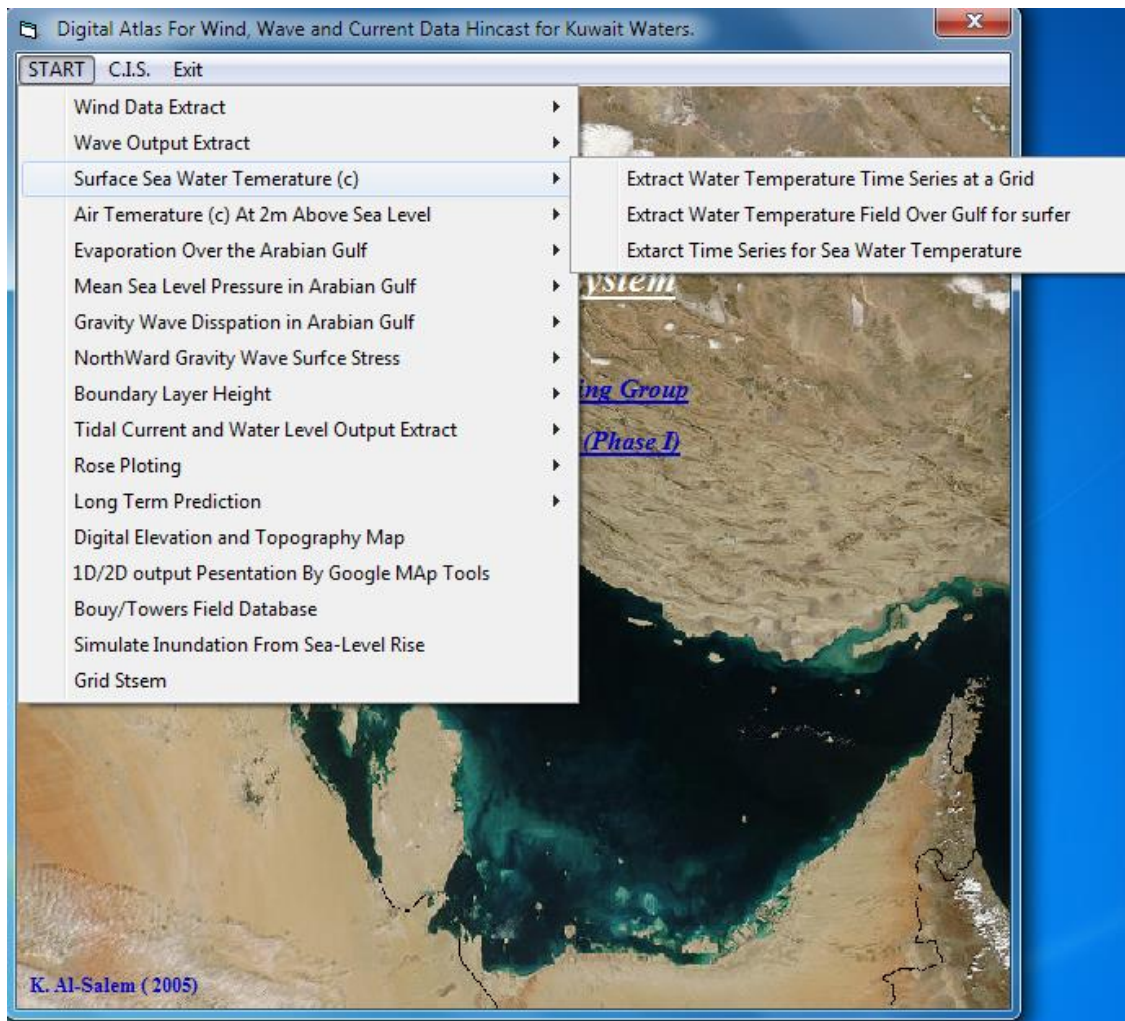 Digital Atlas For Wind, Wave and Current Data Hincast for Kuwait Waters.
START C.I.S. Exit
Wind Data Extract
Wave Output Extract
Surface Sea Water Temerature (c)
Air Temerature (c) At 2m Above Sea Level
Evaporation Over the Arabian Gulf
Mean Sea Level Pressure in Arabian Gulf
Gravity Wave Disspation in Arabian Gulf
NorthWard Gravity Wave Surfce Stress
Boundary Layer Height
Tidal Current and Water Level Output Extract
Rose Ploting
Long Term Prediction
Digital Elevation and Topography Map
1D/2D output Pesentation By Google MAp Tools
Bouy/Towers Field Database
Simulate Inundation From Sea-Level Rise
Grid Stsem
Extract Water Temperature Time Series at a Grid
Extract Water Temperature Field Over Gulf for surfer
Extarct Time Series for Sea Water Temperature
ystem
ing Group
(Phase I)
K. Al-Salem ( 2005)